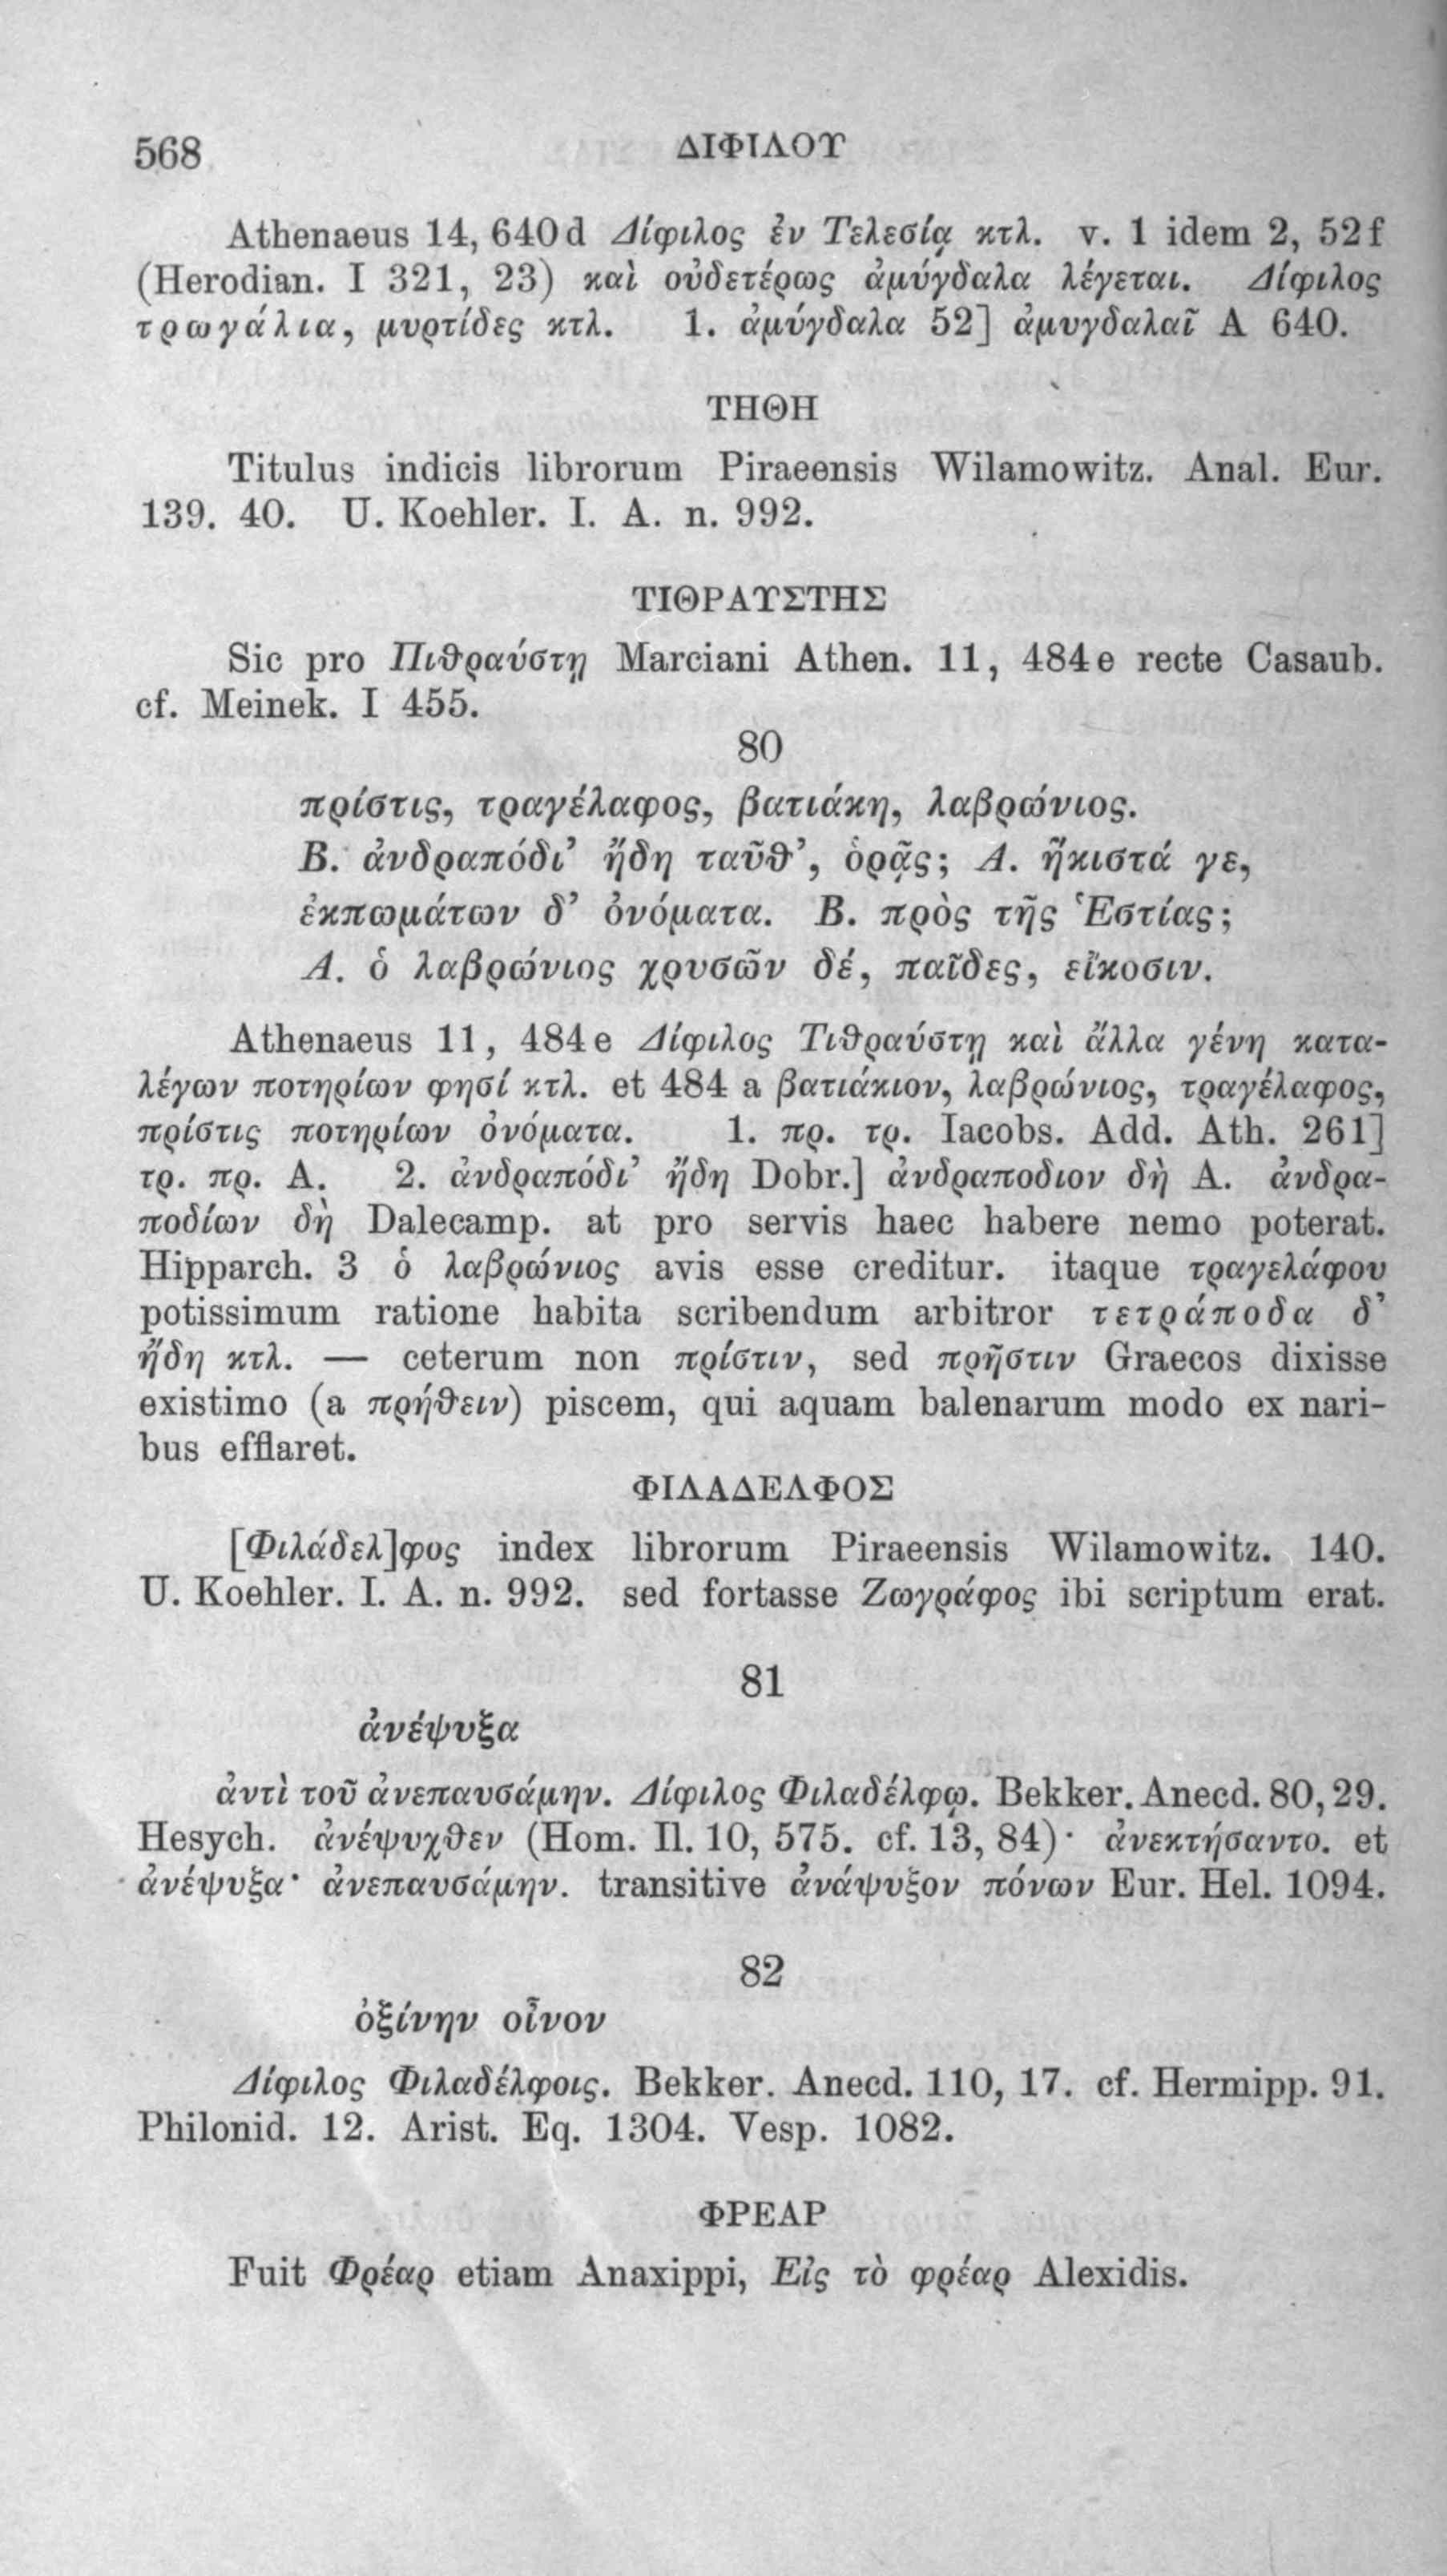 568 ΔΙΦΙΛΟΥ
Athenaeus 14, 640 d Δίφιλος ἐν Τελεσίᾳ κτλ. v. 1 idem 2, 52 f
(Herodian. I 321, 23) καὶ οὐδετέρως ἀμύγδαλα λέγεται. Δίφιλος
τρωγάλια, μυρτίδες κτλ. 1. ἀμύγδαλα 52] ἀμυγδαλαῖ A 640.
ΤΗΘΗ
Titulus indicis librorum Piraeensis Wilamowitz. Anal. Eur.
139. 40. U. Koehler. I. A. n. 992.
ΤΙΘΡΑΥΣΤΗΣ
Sic pro Πιθραύστῃ Marciani Athen. 11, 484 e recte Casaub.
cf. Meinek. I 455.
80
πρίστις, τραγέλαφος, βατιάκη, λαβρώνιος.
Β. ἀνδραπόδι’ ἤδη ταῦθ’, ὁρᾷς; Α. ἥκιστά γε,
ἐκπωμάτων δ’ ὀνόματα. Β. πρὸς τῆς Ἑστίας;
Α. ὁ λαβρώνιος χρυσῶν δέ, παῖδες, εἴκοσιν.
Athenaeus 11, 484 e Δίφιλος Τιθραύστῃ καὶ ἄλλα γένη κατα-
λέγων ποτηρίων φησί κτλ. et 484 a βατιάκιον, λαβρώνιος, τραγέλαφος,
πρίστις ποτηρίων ὀνόματα. 1. πρ. τρ. Iacobs. Add. Ath. 261]
τρ. πρ. A. 2. ἀνδραπόδι’ ἤδη Dobr.] ἀνδραποδιον δὴ A. ἀνδρα-
ποδίων δὴ Dalecamp. at pro servis haec habere nemo poterat.
Hipparch. 3 ὁ λαβρώνιος avis esse creditur. itaque τραγελάφου
potissimum ratione habita scribendum arbitror τετράποδα δ’
ἤδη κτλ. — ceterum non πρίστιν, sed πρῆστιν Graecos dixisse
existimo (a πρήθειν) piscem, qui aquam balenarum modo ex nari-
bus efflaret.
ΦΙΛΑΔΕΛΦΟΣ
[Φιλάδελ]φος index librorum Piraeensis Wilamowitz. 140.
U. Koehler. I. A. n. 992. sed fortasse Ζωγράφος ibi scriptum erat.
81
ἀνέψυξα
ἀντὶ τοῦ ἀνεπαυσάμην. Δίφιλος Φιλαδέλφῳ. Bekker. Anecd. 80, 29.
Hesych. ἀνέψυχθεν (Hom. Il. 10, 575. cf. 13, 84)· ἀνεκτήσαντο. et
ἀνέψυξα· ἀνεπαυσάμην. transitive ἀνάψυξον πόνων Eur. Hel. 1094.
82
ὀξίνην οἶνον
Δίφιλος Φιλαδέλφοις. Bekker. Anecd. 110, 17. cf. Hermipp. 91.
Philonid. 12. Arist. Eq. 1304. Vesp. 1082.
ΦΡΕΑΡ
Fuit Φρέαρ etiam Anaxippi, Εἰς τὸ φρέαρ Alexidis.